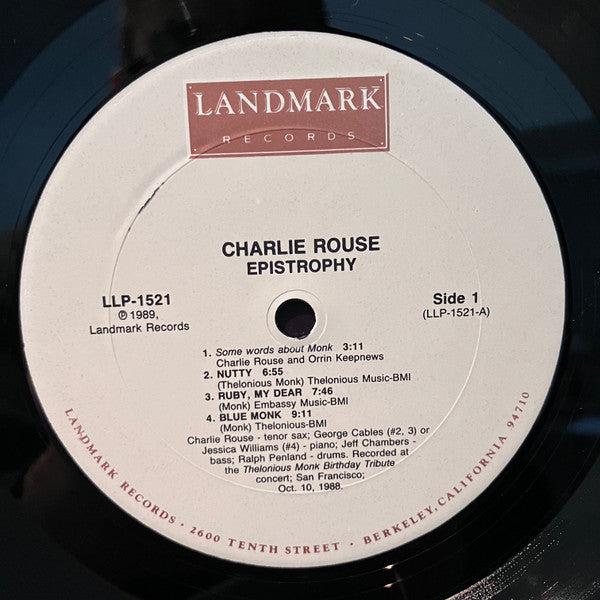 LANDMARK
RECORDS
CHARLIE ROUSE
EPISTROPHY
LLP-1521
℗ 1989,
Landmark Records
Side 1
(LLP-1521-A)
1. Some words about Monk 3:11
Charlie Rouse and Orrin Keepnews
2. NUTTY 6:55
(Thelonious Monk) Thelonious Music-BMI
3. RUBY, MY DEAR 7:46
(Monk) Embassy Music-BMI
4. BLUE MONK 9:11
(Monk) Thelonious-BMI
Charlie Rouse - tenor sax; George Cables (#2, 3) or
Jessica Williams (#4) - piano; Jeff Chambers -
bass; Ralph Penland - drums. Recorded at
the Thelonious Monk Birthday Tribute
concert; San Francisco;
Oct. 10, 1988.
LANDMARK RECORDS · 2600 TENTH STREET · BERKELEY, CALIFORNIA 94710